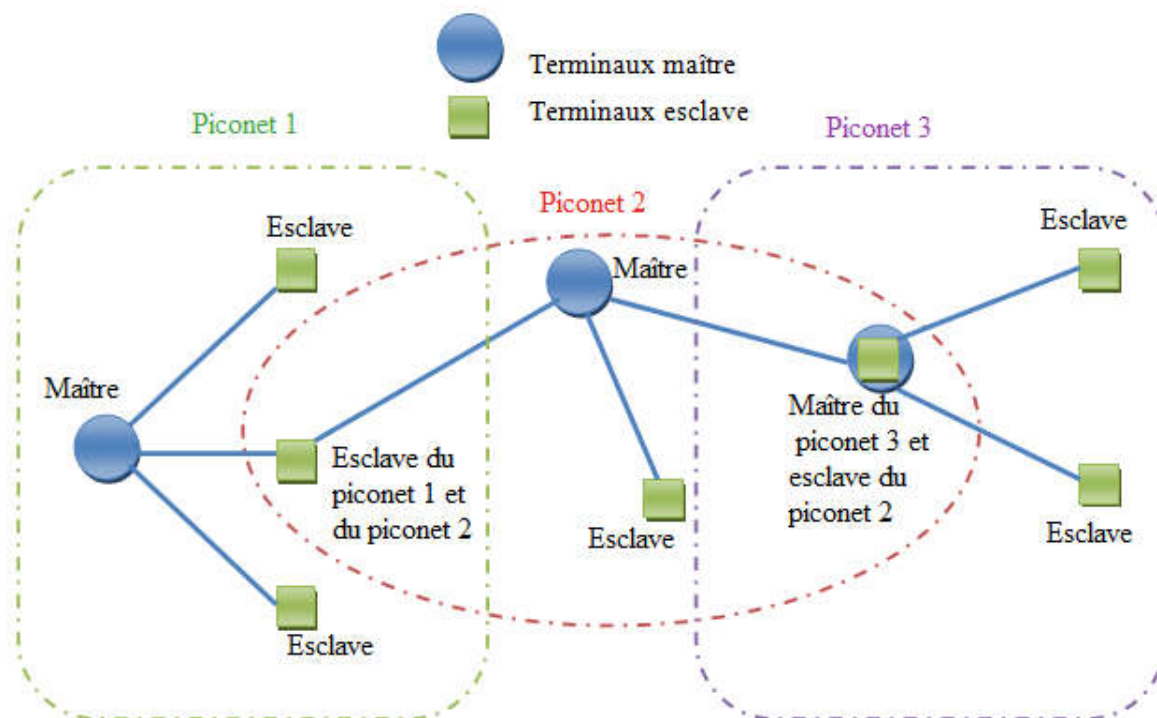 Terminaux maître
Terminaux esclave
Piconet 1
Piconet 3
Piconet 2
Esclave
Maître
Esclave
Maître
Esclave du
piconet 1 et
du piconet 2
Maître du
piconet 3 et
esclave du
piconet 2
Esclave
Esclave
Esclave